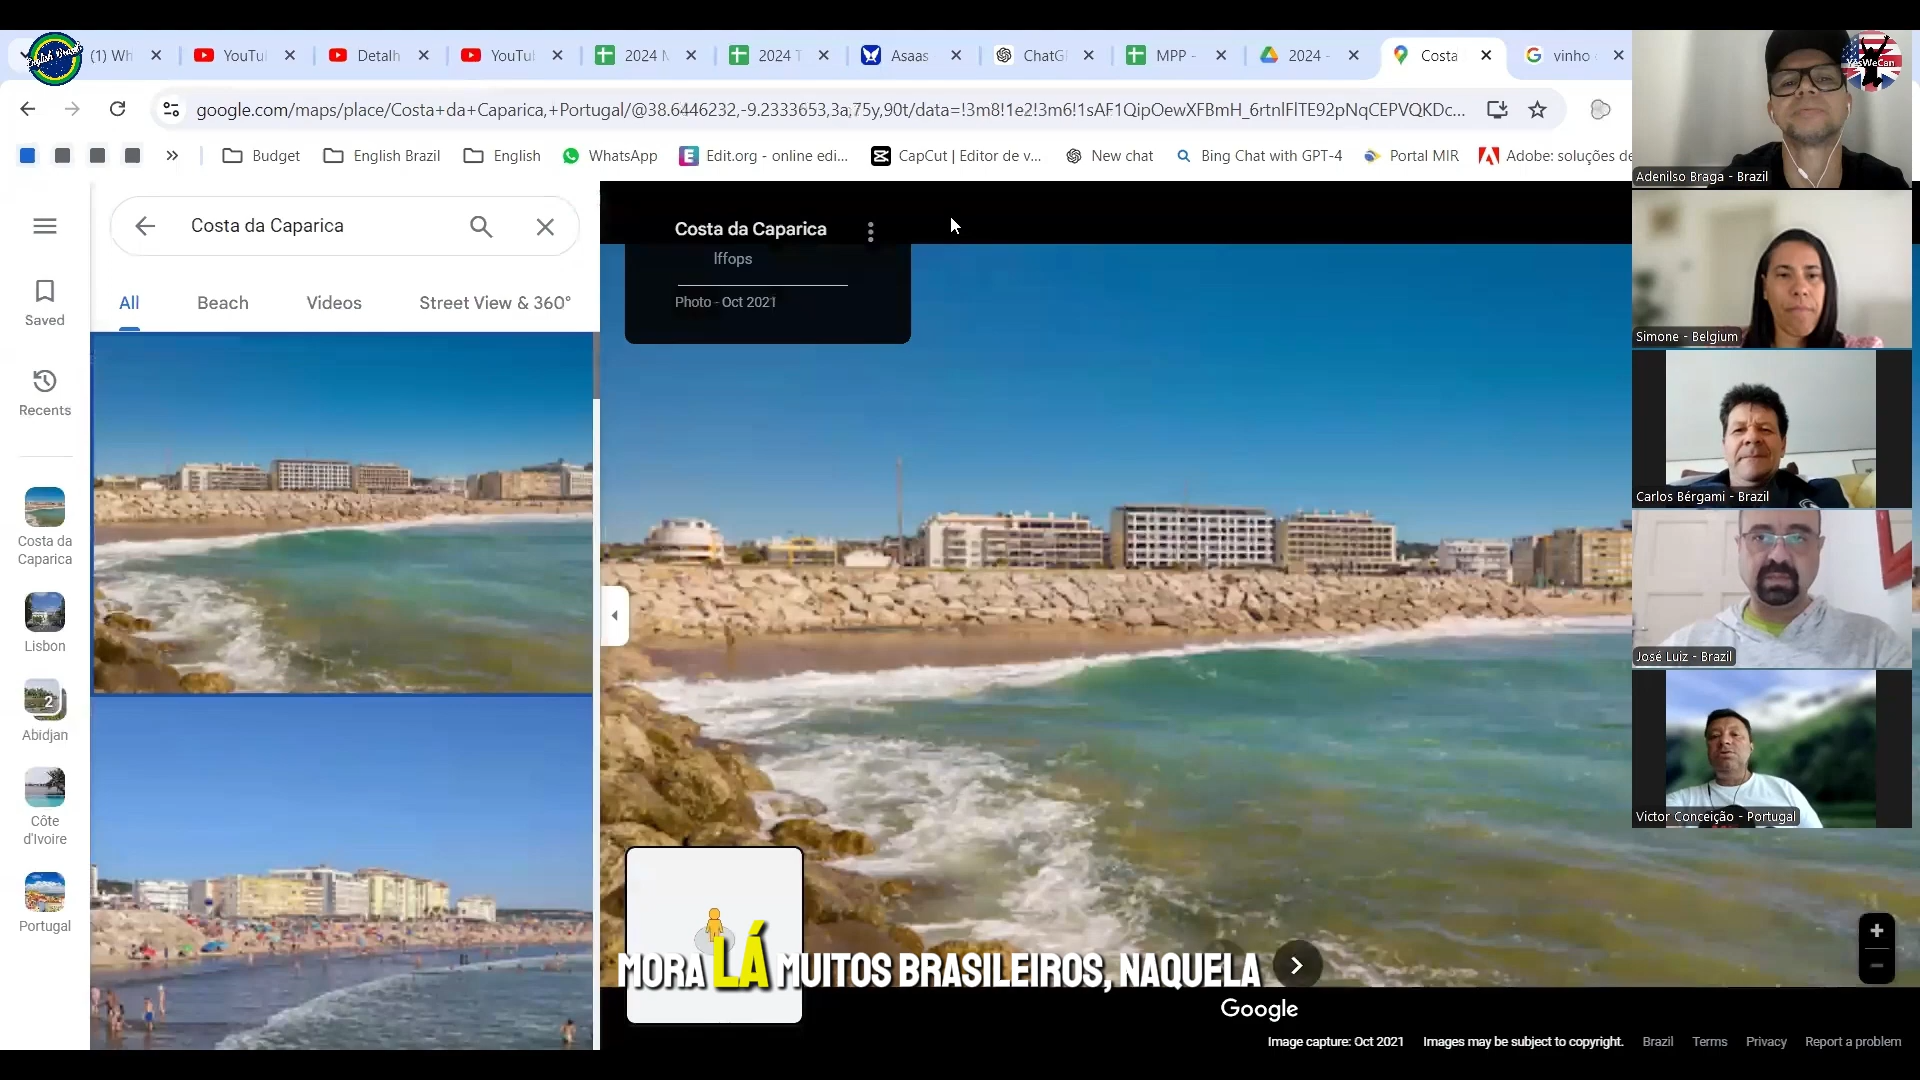 English Brazil
(1) Wh
YouTu
Detalh
YouTub
2024 M
2024 T
Asaas
ChatG
MPP -
2024 -
Costa
vinho
YesWeCan
google.com/maps/place/Costa+da+Caparica,+Portugal/@38.6446232,-9.2333653,3a,75y,90t/data=!3m8!1e2!3m6!1sAF1QipOewXFBmH_6rtnlFlTE92pNqCEPVQKDc...
Budget
English Brazil
English
WhatsApp
Edit.org - online edi...
CapCut | Editor de v...
New chat
Bing Chat with GPT-4
Portal MIR
Adobe: soluções de
Adenilso Braga - Brazil
Costa da Caparica
Costa da Caparica
lffops
Photo - Oct 2021
All
Beach
Videos
Street View & 360°
Saved
Recents
Costa da
Caparica
Lisbon
2
Abidjan
Côte
d'Ivoire
Portugal
Simone - Belgium
Carlos Bérgami - Brazil
José Luiz - Brazil
Victor Conceição - Portugal
MORA LÁ MUITOS BRASILEIROS, NAQUELA
Google
Image capture: Oct 2021
Images may be subject to copyright.
Brazil
Terms
Privacy
Report a problem